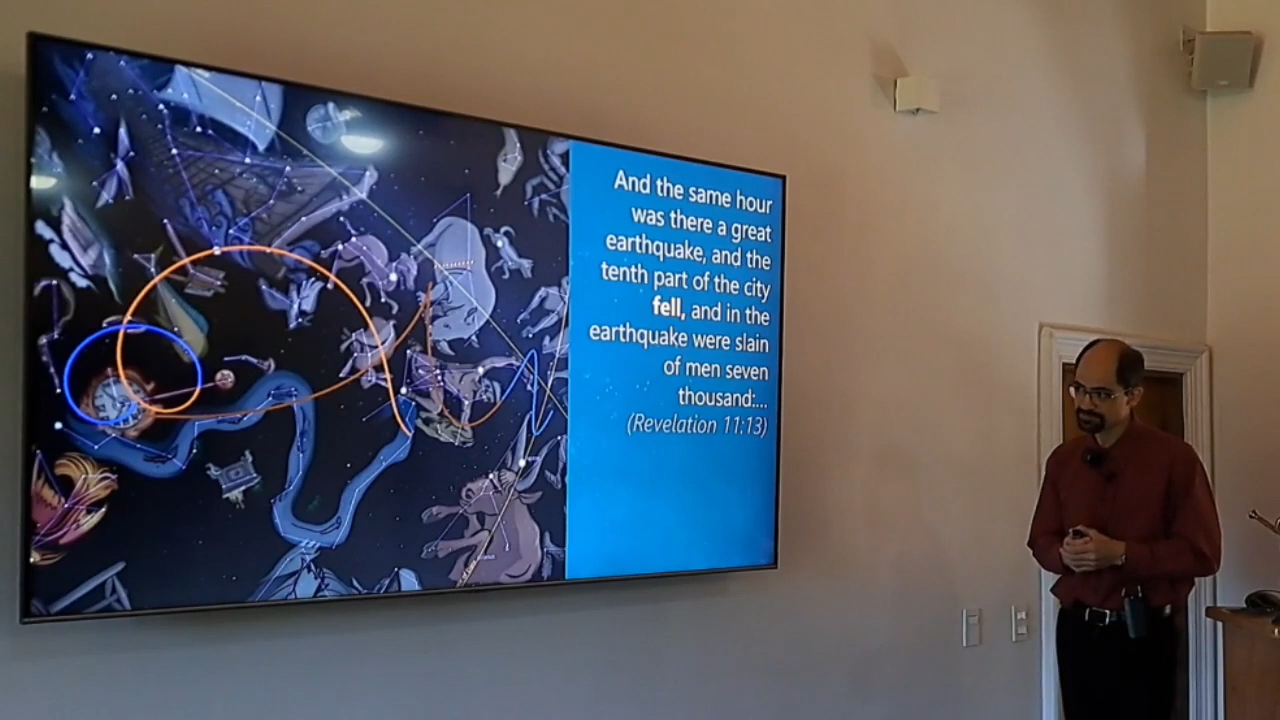 And the same hour
was there a great
earthquake, and the
tenth part of the city
fell, and in the
earthquake were slain
of men seven
thousand:...
(Revelation 11:13)